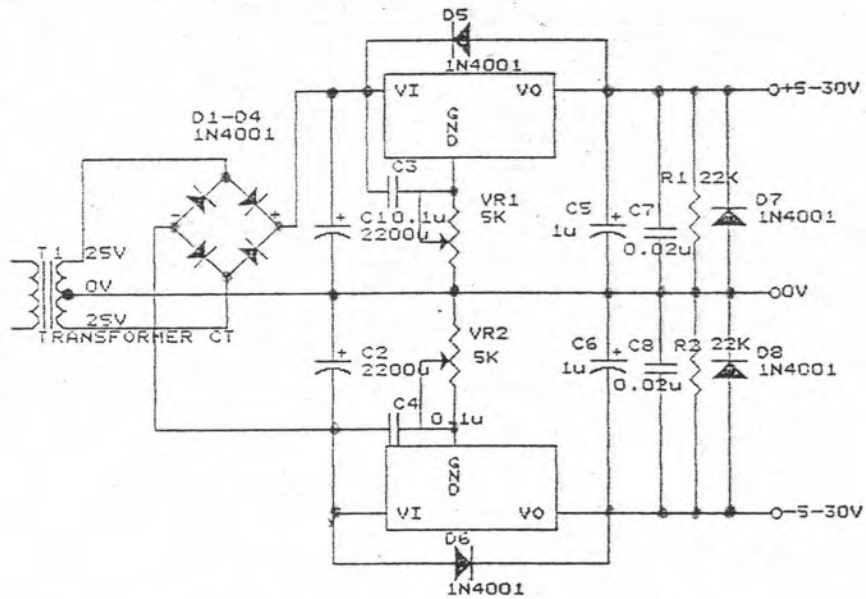 D5
1N4001
VI
VO
GND
+5-30V
D1-D4
1N4001
-
+
C3
0.1u
VR1
5K
+
C1
2200u
C5
1u
+
C7
0.02u
R1 22K
D7
1N4001
T1
25V
0V
25V
TRANSFORMER CT
0V
VR2
5K
+
C2
2200u
C4
0.1u
C6
1u
+
C8
0.02u
R2 22K
D8
1N4001
GND
VI
VO
-5-30V
D6
1N4001